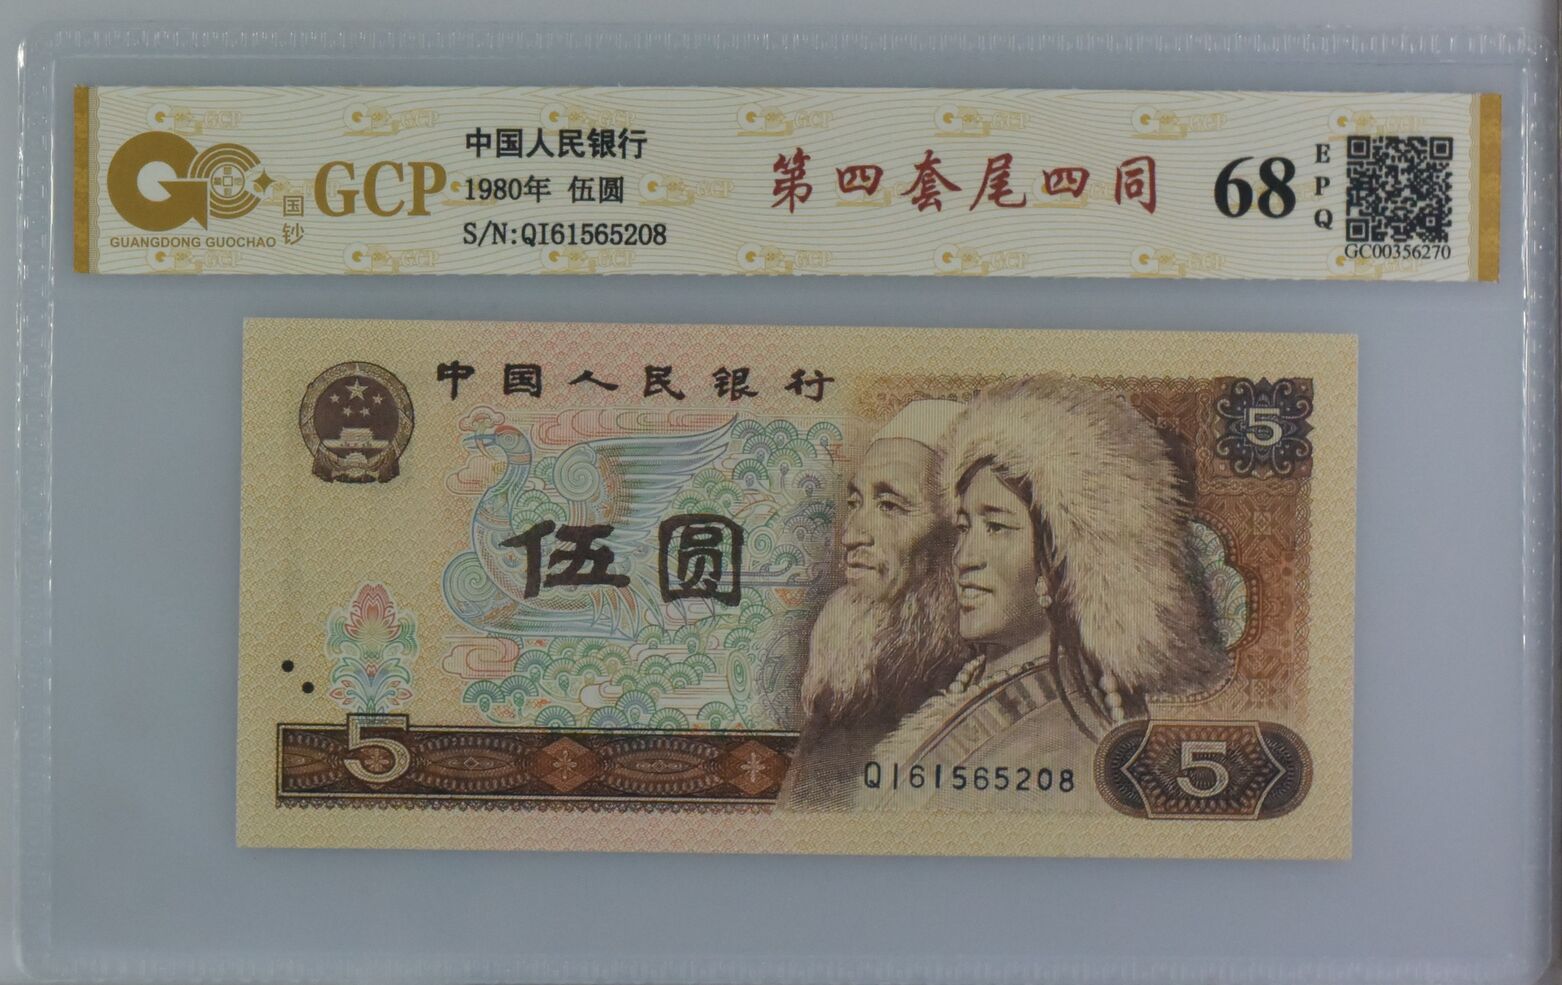 GCP
GUANGDONG GUOCHAO
国钞
中国人民银行
1980年 伍圆
S/N:QI61565208
第四套尾四同
68
EPQ
GC00356270
中国人民银行
5
伍圆
5
QI61565208
5